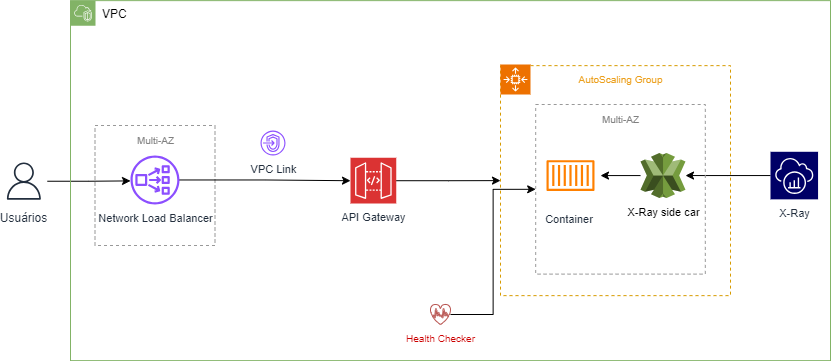 VPC
AutoScaling Group
Multi-AZ
Multi-AZ
VPC Link
Usuários
Network Load Balancer
API Gateway
Container
X-Ray side car
X-Ray
Health Checker